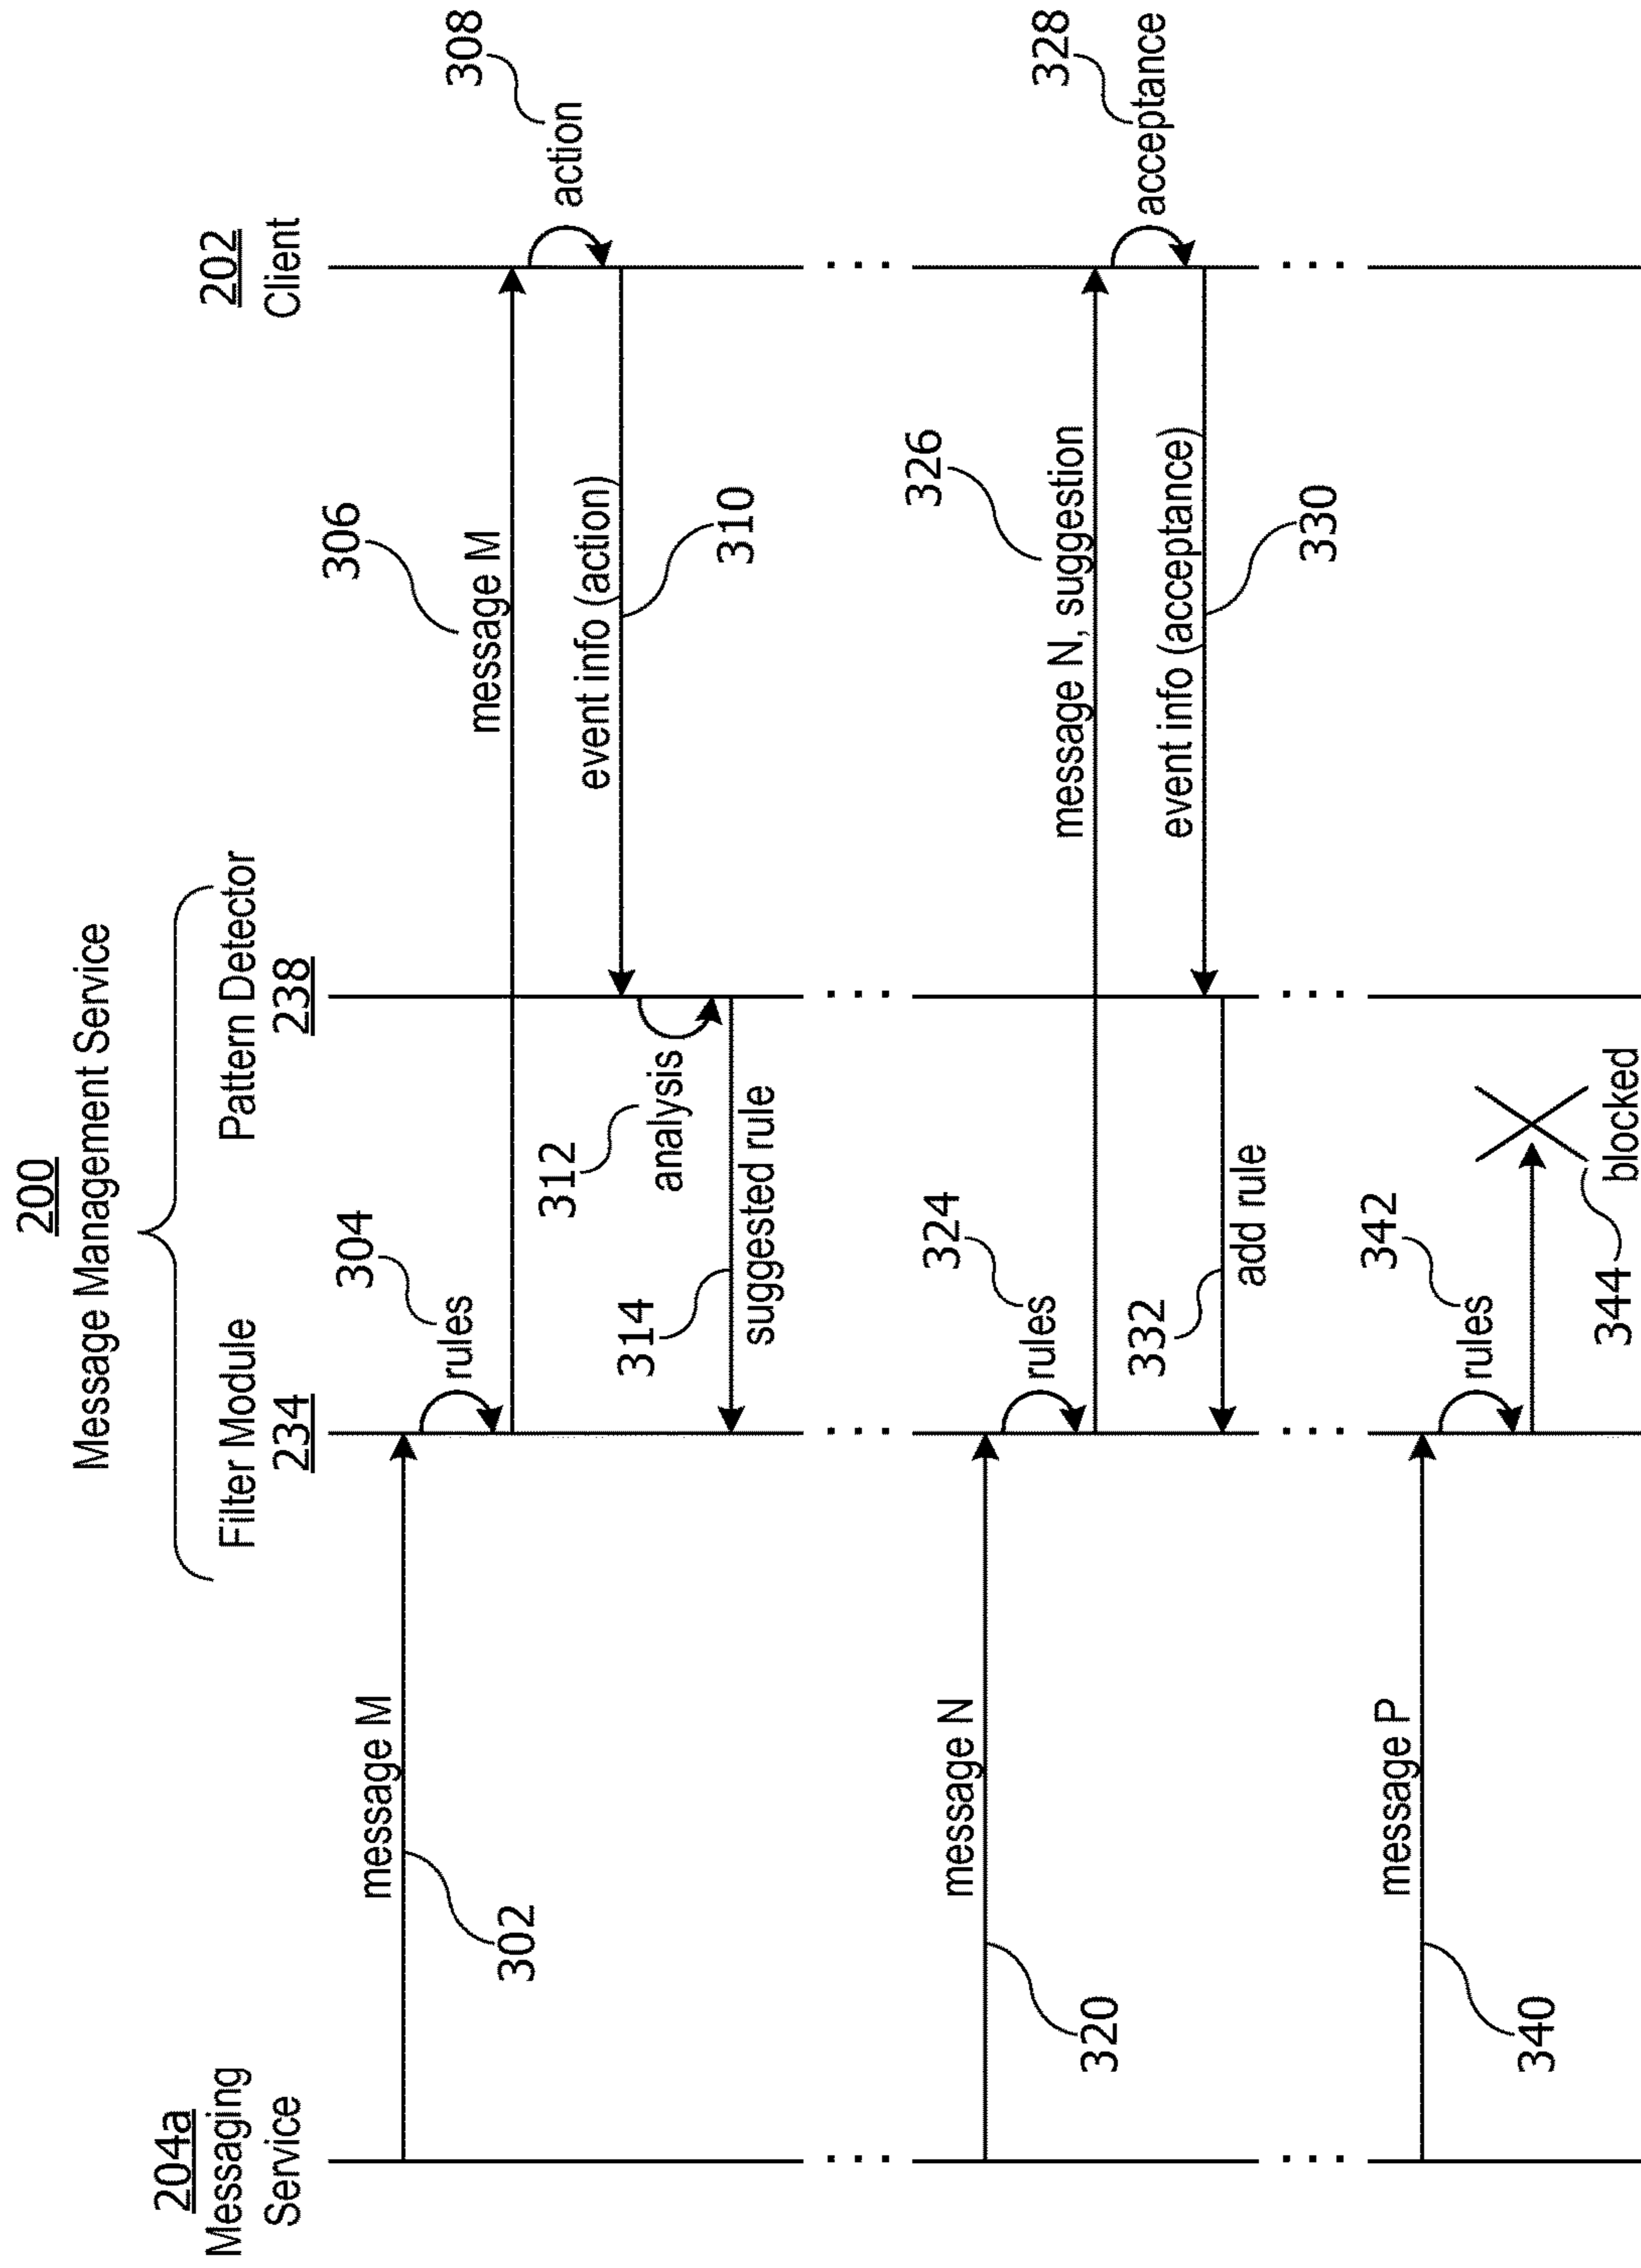 200
Message Management Service
204a
Messaging
Service
Filter Module
234
Pattern Detector
238
202
Client
message M
302
304
rules
306
message M
308
action
event info (action)
310
312
analysis
314
suggested rule
message N
320
324
rules
326
message N, suggestion
328
acceptance
event info (acceptance)
330
332
add rule
message P
340
342
rules
344
blocked